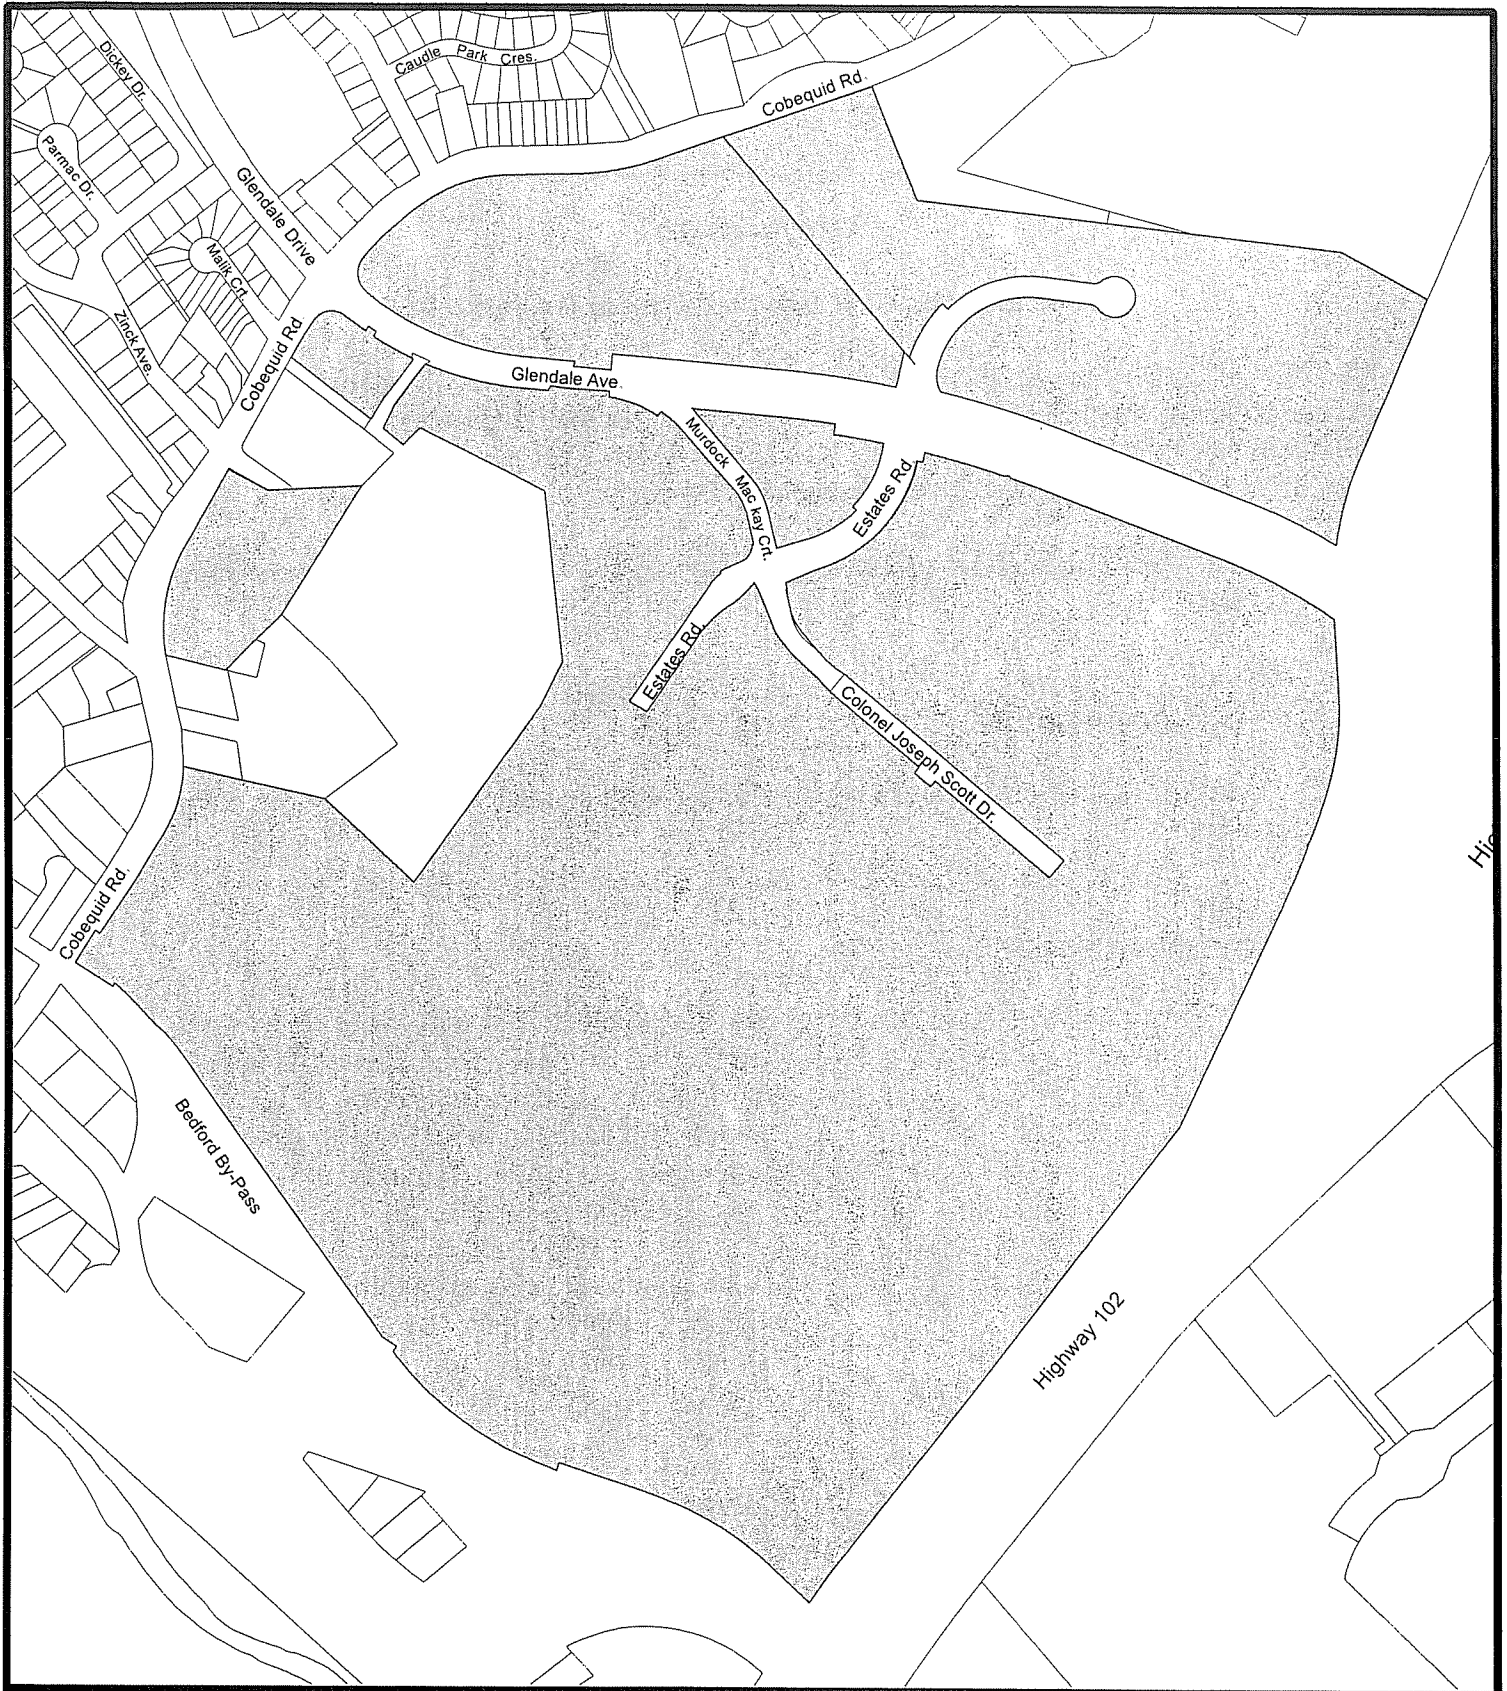 Dickey Dr.
Caudle Park Cres.
Cobequid Rd.
Parmac Dr.
Glendale Drive
Malik Crt.
Zinck Ave.
Cobequid Rd.
Glendale Ave.
Murdock Mac kay Crt.
Estates Rd.
Estates Rd.
Colonel Joseph Scott Dr.
Cobequid Rd.
Bedford By-Pass
Highway 102